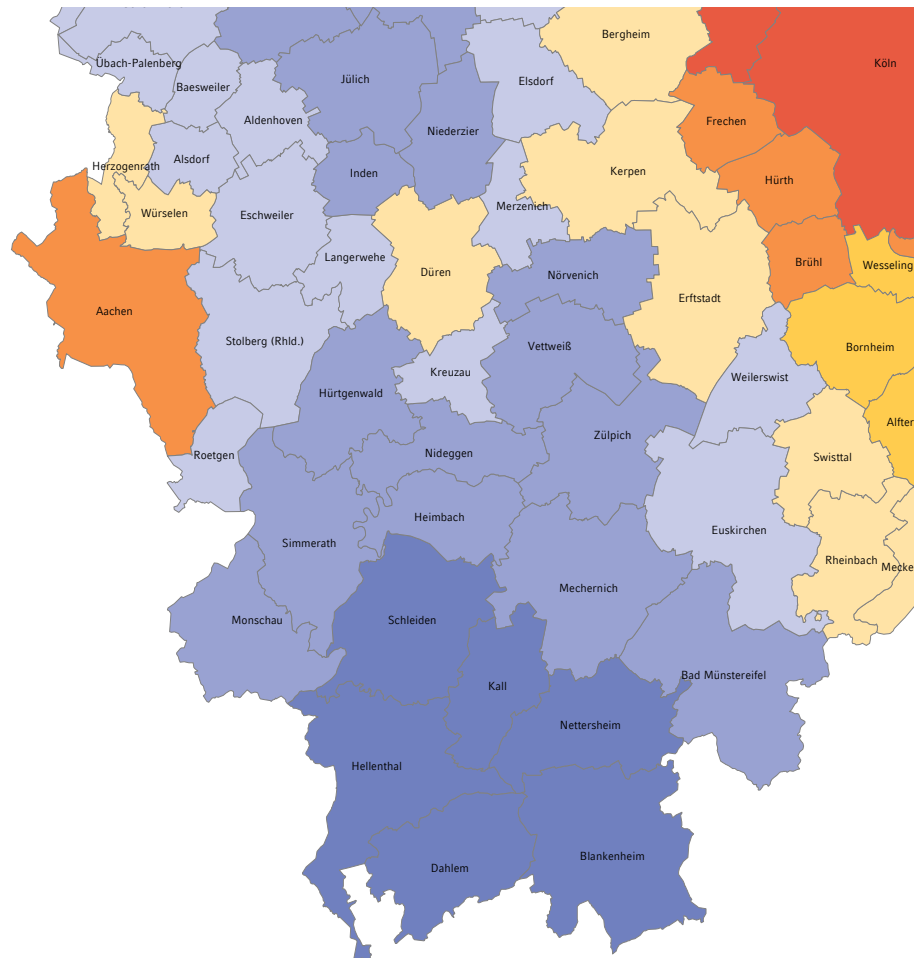 Bergheim
Übach-Palenberg
Köln
Jülich
Elsdorf
Baesweiler
Aldenhoven
Frechen
Niederzier
Alsdorf
Herzogenrath
Inden
Kerpen
Hürth
Würselen
Eschweiler
Merzenich
Langerwehe
Düren
Nörvenich
Brühl
Wesseling
Erftstadt
Aachen
Stolberg (Rhld.)
Vettweiß
Bornheim
Kreuzau
Weilerswist
Hürtgenwald
Alfter
Zülpich
Roetgen
Nideggen
Swisttal
Heimbach
Euskirchen
Simmerath
Rheinbach
Mecke
Mechernich
Monschau
Schleiden
Bad Münstereifel
Kall
Nettersheim
Hellenthal
Blankenheim
Dahlem